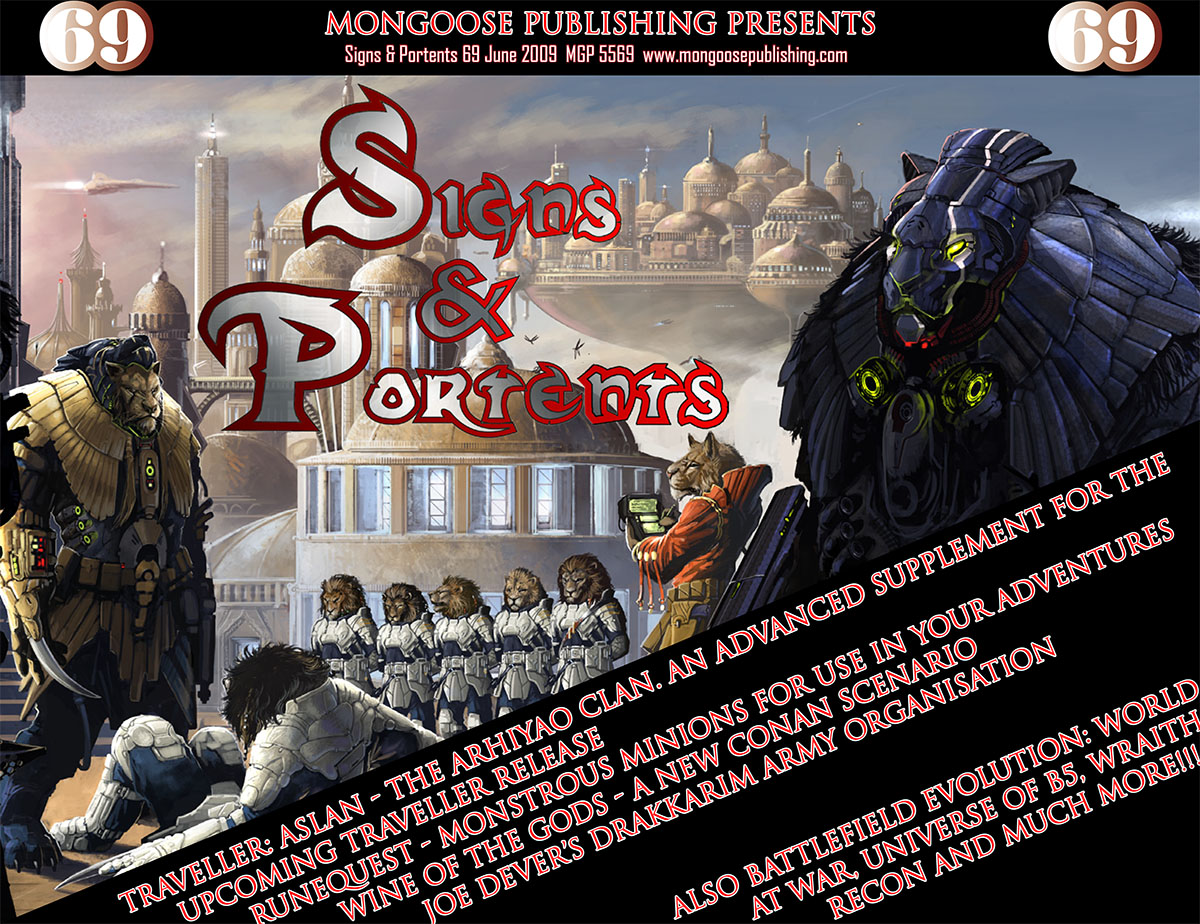 69
MONGOOSE PUBLISHING PRESENTS
Signs & Portents 69 June 2009 MGP 5569 www.mongoosepublishing.com
69
Signs
&
Portents
TRAVELLER: ASLAN - THE ARHIYAO CLAN. AN ADVANCED SUPPLEMENT FOR THE
UPCOMING TRAVELLER RELEASE
RUNEQUEST - MONSTROUS MINIONS FOR USE IN YOUR ADVENTURES
WINE OF THE GODS - A NEW CONAN SCENARIO
JOE DEVER'S DRAKKARIM ARMY ORGANISATION
ALSO BATTLEFIELD EVOLUTION: WORLD
AT WAR, UNIVERSE OF B5, WRAITH
RECON AND MUCH MORE!!!!